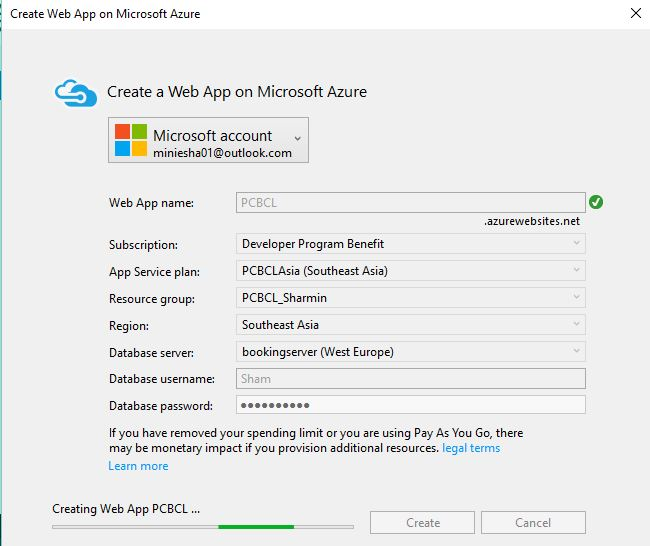 Create Web App on Microsoft Azure
Create a Web App on Microsoft Azure
Microsoft account
miniesha01@outlook.com
Web App name: PCBCL
.azurewebsites.net
Subscription: Developer Program Benefit
App Service plan: PCBCLAsia (Southeast Asia)
Resource group: PCBCL_Sharmin
Region: Southeast Asia
Database server: bookingserver (West Europe)
Database username: Sham
Database password: ●●●●●●●●●●
If you have removed your spending limit or you are using Pay As You Go, there
may be monetary impact if you provision additional resources. legal terms
Learn more
Creating Web App PCBCL ...
Create Cancel